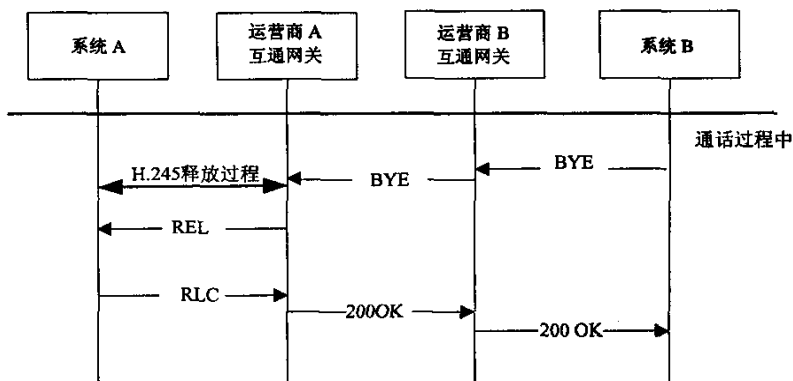 系统 A
运营商 A
互通网关
运营商 B
互通网关
系统 B
通话过程中
BYE
BYE
H.245释放过程
REL
RLC
200OK
200 OK